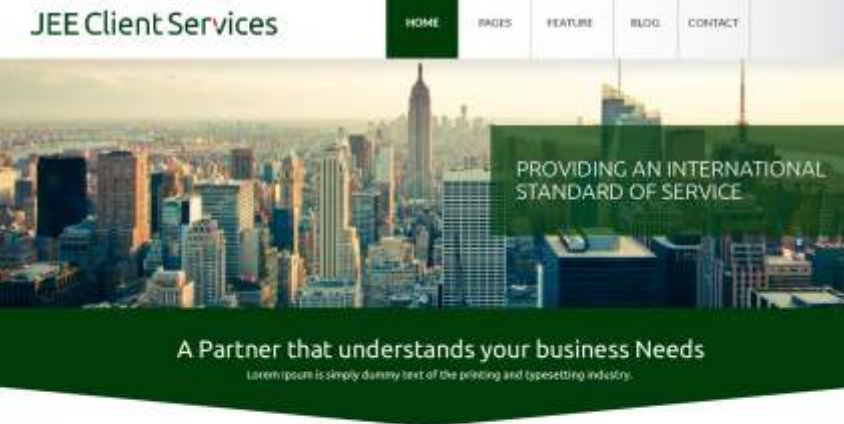 JEE Client Services
HOME PAGES FEATURE BLOG CONTACT
PROVIDING AN INTERNATIONAL
STANDARD OF SERVICE
A Partner that understands your business Needs
Lorem Ipsum is simply dummy text of the printing and typesetting industry.